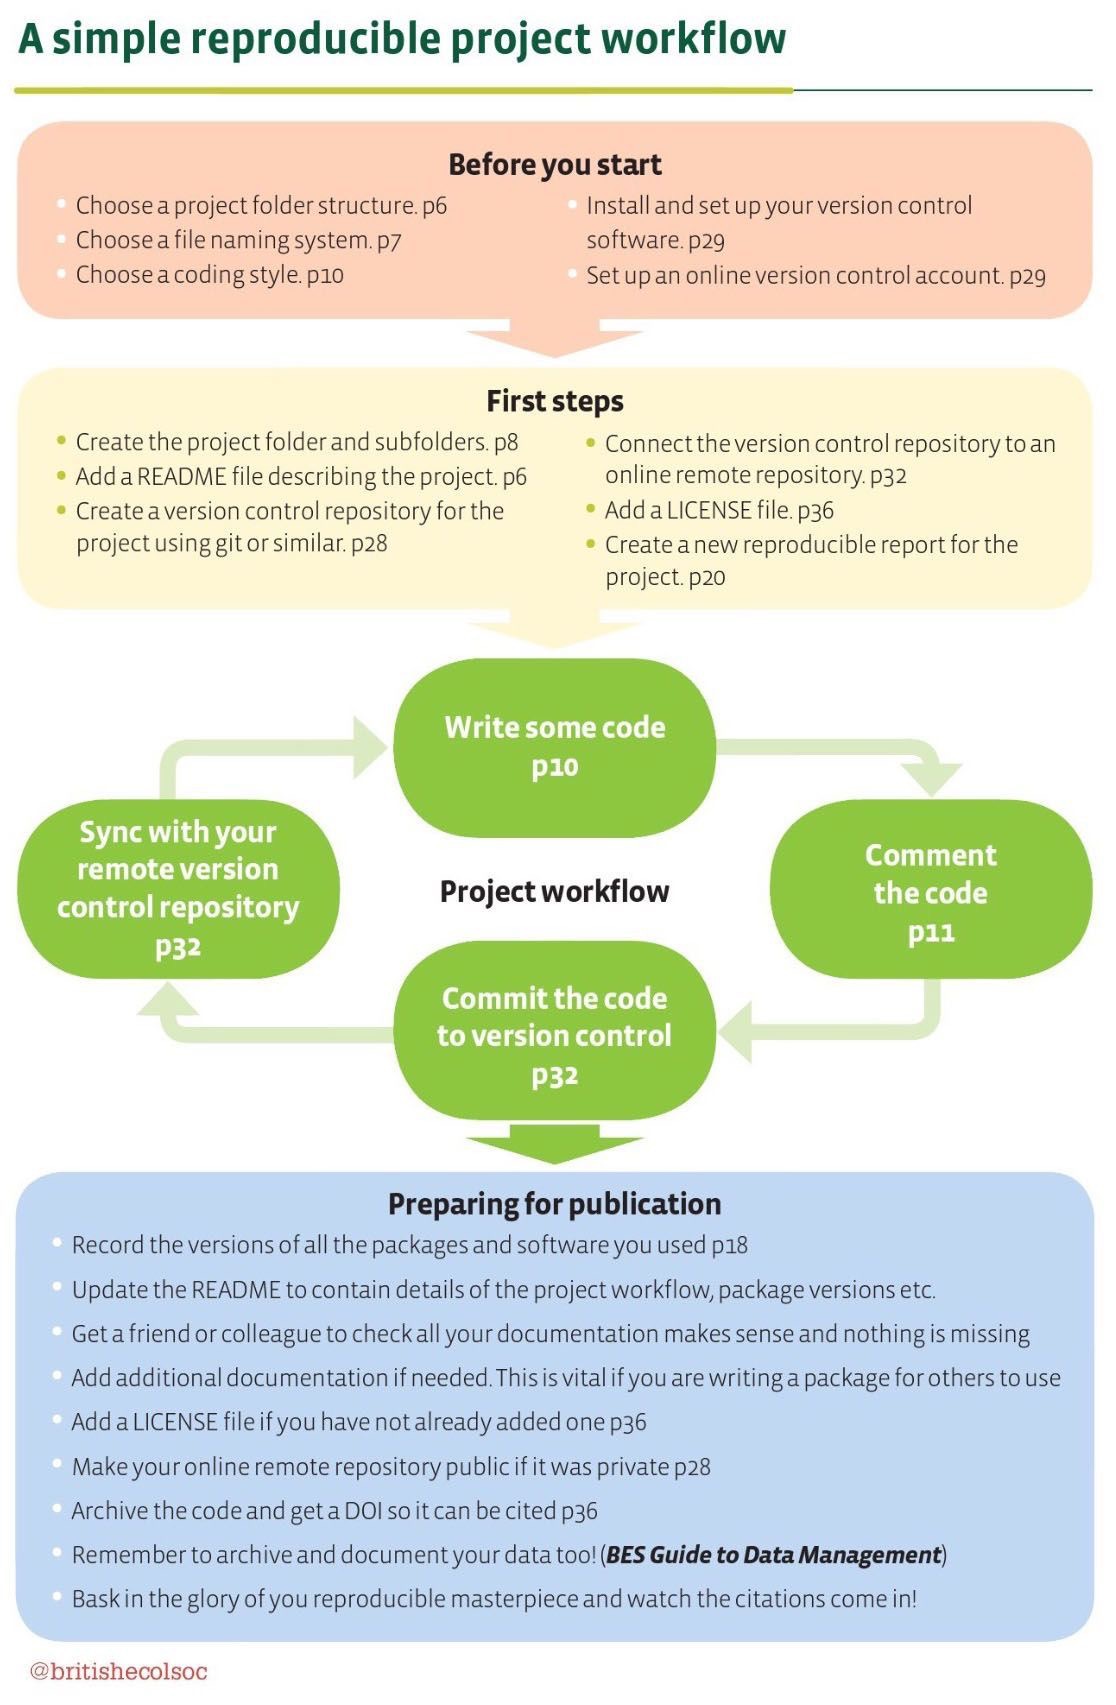 A simple reproducible project workflow
Before you start
Choose a project folder structure. p6
Choose a file naming system. p7
Choose a coding style. p10
Install and set up your version control
software. p29
Set up an online version control account. p29
First steps
Create the project folder and subfolders. p8
Add a README file describing the project. p6
Create a version control repository for the
project using git or similar. p28
Connect the version control repository to an
online remote repository. p32
Add a LICENSE file. p36
Create a new reproducible report for the
project. p20
Write some code
p10
Comment
the code
p11
Project workflow
Commit the code
to version control
p32
Sync with your
remote version
control repository
p32
Preparing for publication
Record the versions of all the packages and software you used p18
Update the README to contain details of the project workflow, package versions etc.
Get a friend or colleague to check all your documentation makes sense and nothing is missing
Add additional documentation if needed. This is vital if you are writing a package for others to use
Add a LICENSE file if you have not already added one p36
Make your online remote repository public if it was private p28
Archive the code and get a DOI so it can be cited p36
Remember to archive and document your data too! (BES Guide to Data Management)
Bask in the glory of you reproducible masterpiece and watch the citations come in!
@britishecolsoc